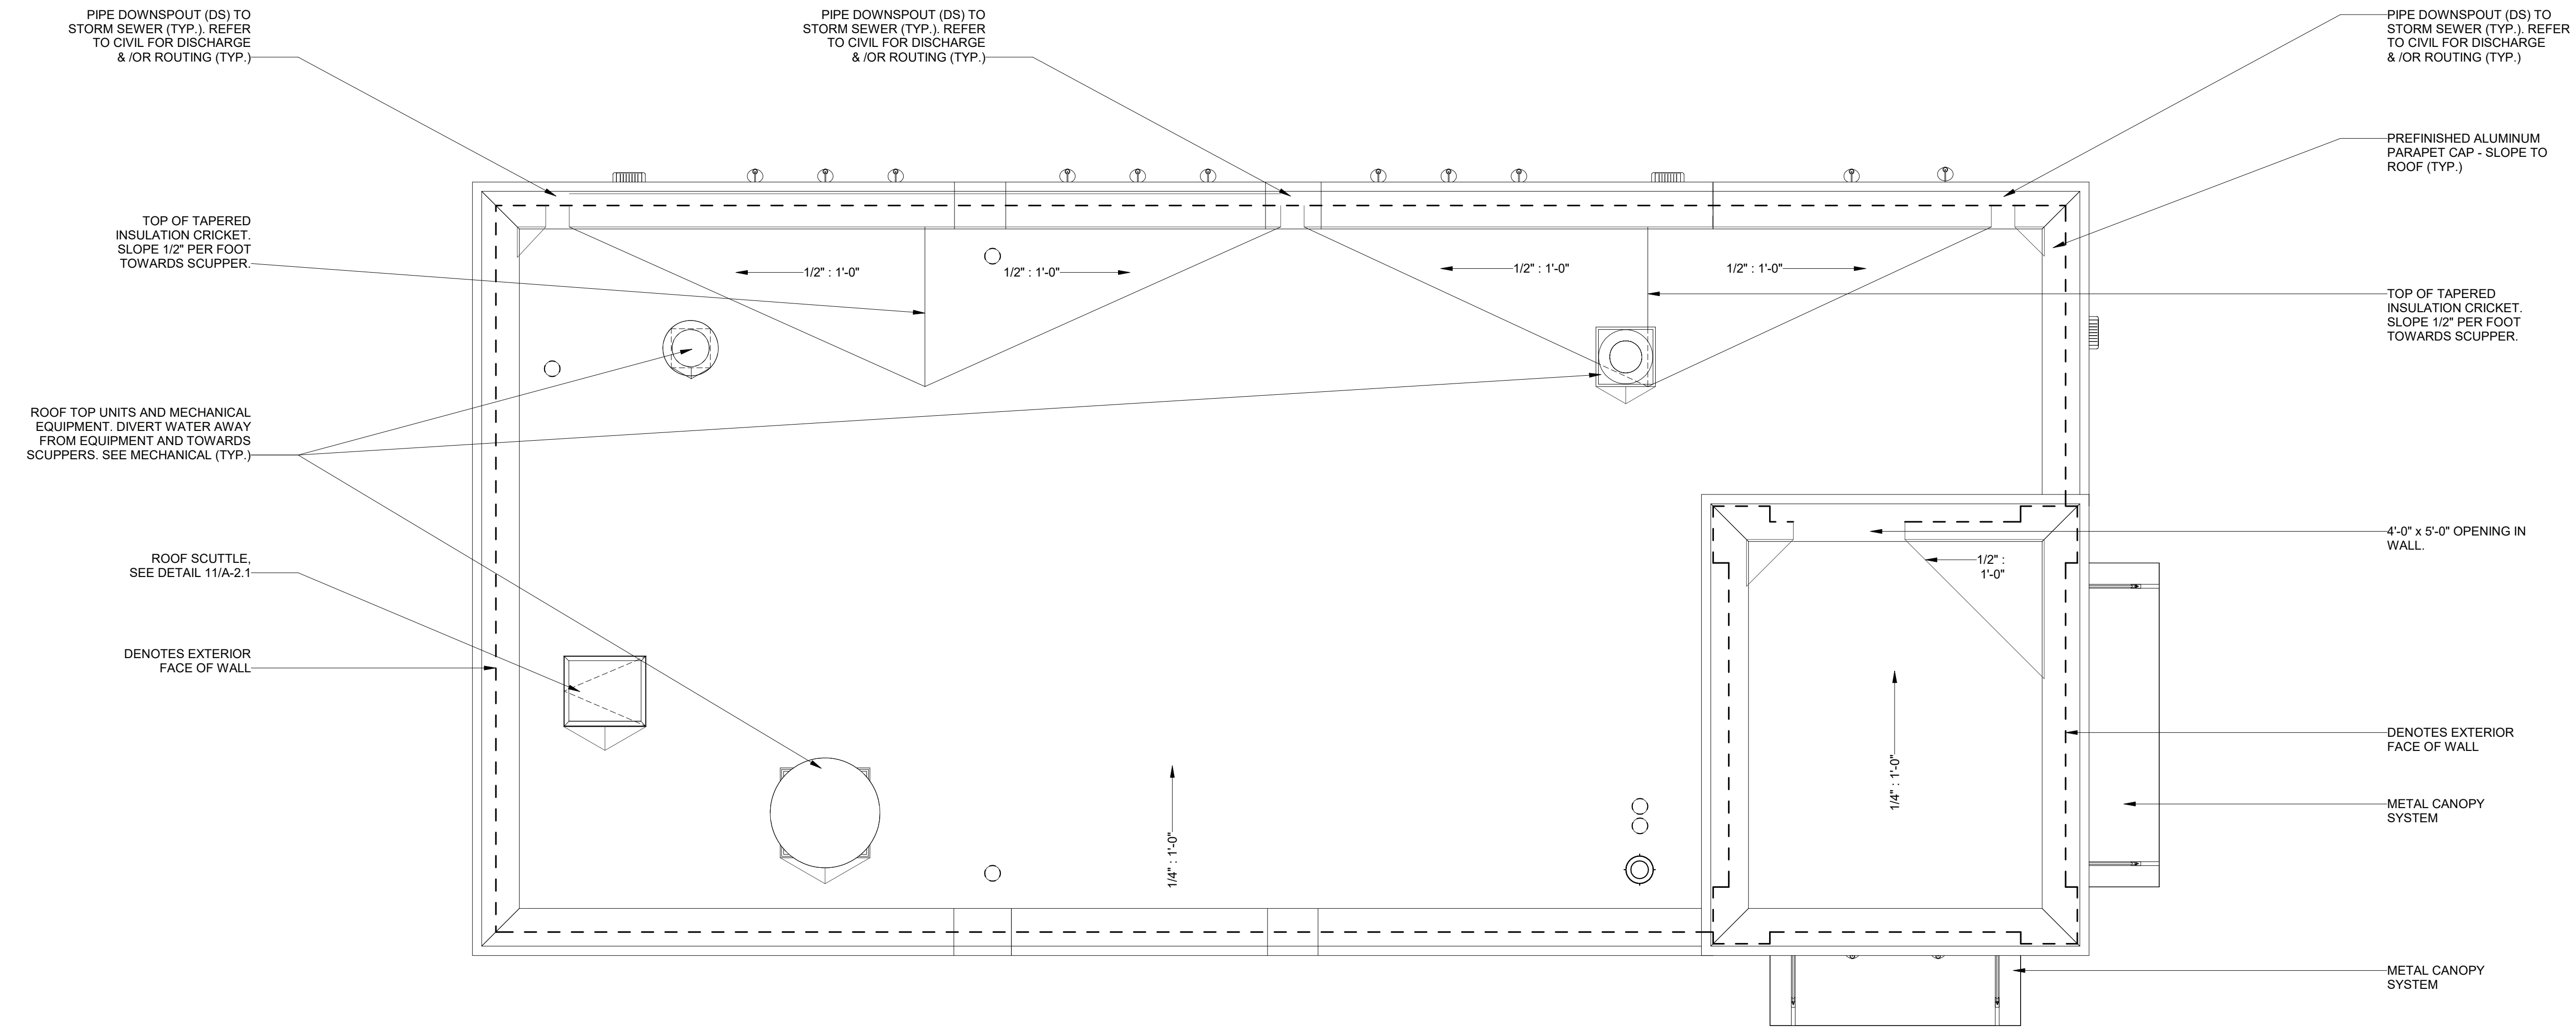 PIPE DOWNSPOUT (DS) TO
STORM SEWER (TYP.). REFER
TO CIVIL FOR DISCHARGE
& /OR ROUTING (TYP.)
PIPE DOWNSPOUT (DS) TO
STORM SEWER (TYP.). REFER
TO CIVIL FOR DISCHARGE
& /OR ROUTING (TYP.)
PIPE DOWNSPOUT (DS) TO
STORM SEWER (TYP.). REFER
TO CIVIL FOR DISCHARGE
& /OR ROUTING (TYP.)
PREFINISHED ALUMINUM
PARAPET CAP - SLOPE TO
ROOF (TYP.)
TOP OF TAPERED
INSULATION CRICKET.
SLOPE 1/2" PER FOOT
TOWARDS SCUPPER.
1/2" : 1'-0"
1/2" : 1'-0"
1/2" : 1'-0"
1/2" : 1'-0"
TOP OF TAPERED
INSULATION CRICKET.
SLOPE 1/2" PER FOOT
TOWARDS SCUPPER.
ROOF TOP UNITS AND MECHANICAL
EQUIPMENT. DIVERT WATER AWAY
FROM EQUIPMENT AND TOWARDS
SCUPPERS. SEE MECHANICAL (TYP.)
4'-0" x 5'-0" OPENING IN
WALL.
ROOF SCUTTLE,
SEE DETAIL 11/A-2.1
1/2" :
1'-0"
DENOTES EXTERIOR
FACE OF WALL
DENOTES EXTERIOR
FACE OF WALL
1/4" : 1'-0"
1/4" : 1'-0"
METAL CANOPY
SYSTEM
METAL CANOPY
SYSTEM